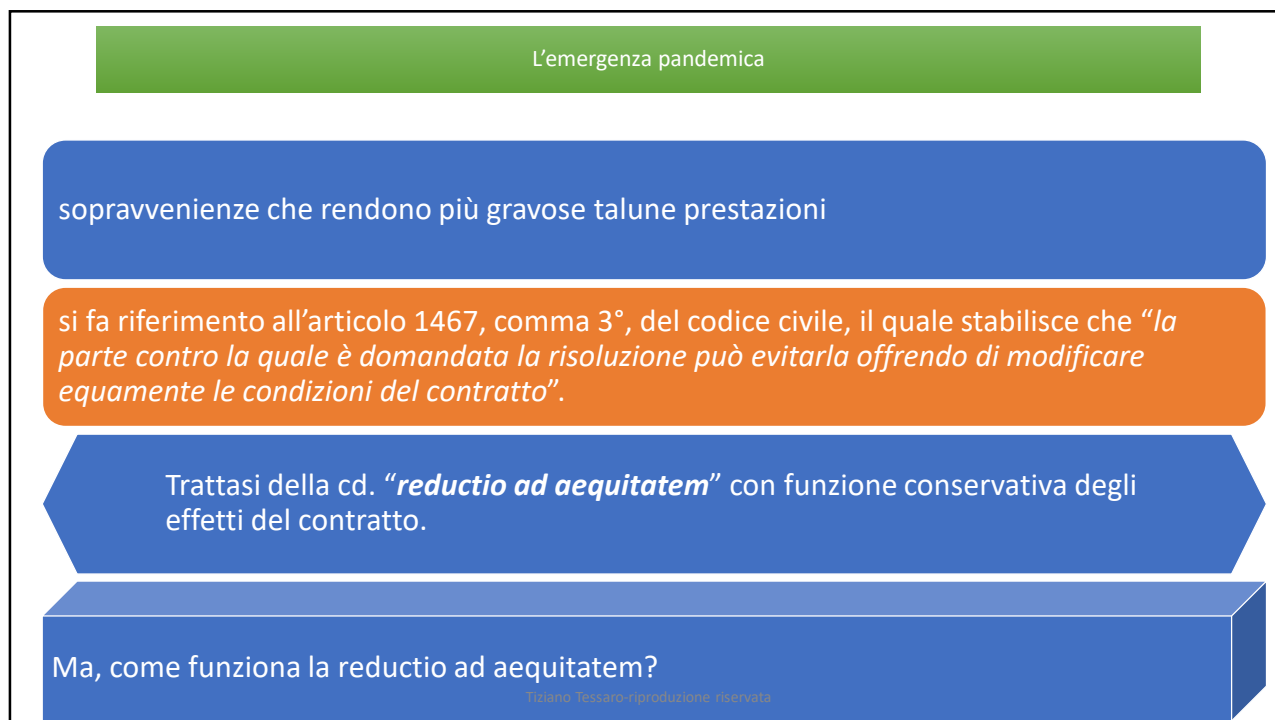 L’emergenza pandemica
sopravvenienze che rendono più gravose talune prestazioni
si fa riferimento all’articolo 1467, comma 3°, del codice civile, il quale stabilisce che “la
parte contro la quale è domandata la risoluzione può evitarla offrendo di modificare
equamente le condizioni del contratto”.
Trattasi della cd. “reductio ad aequitatem” con funzione conservativa degli
effetti del contratto.
Ma, come funziona la reductio ad aequitatem?
Tiziano Tessaro-riproduzione riservata